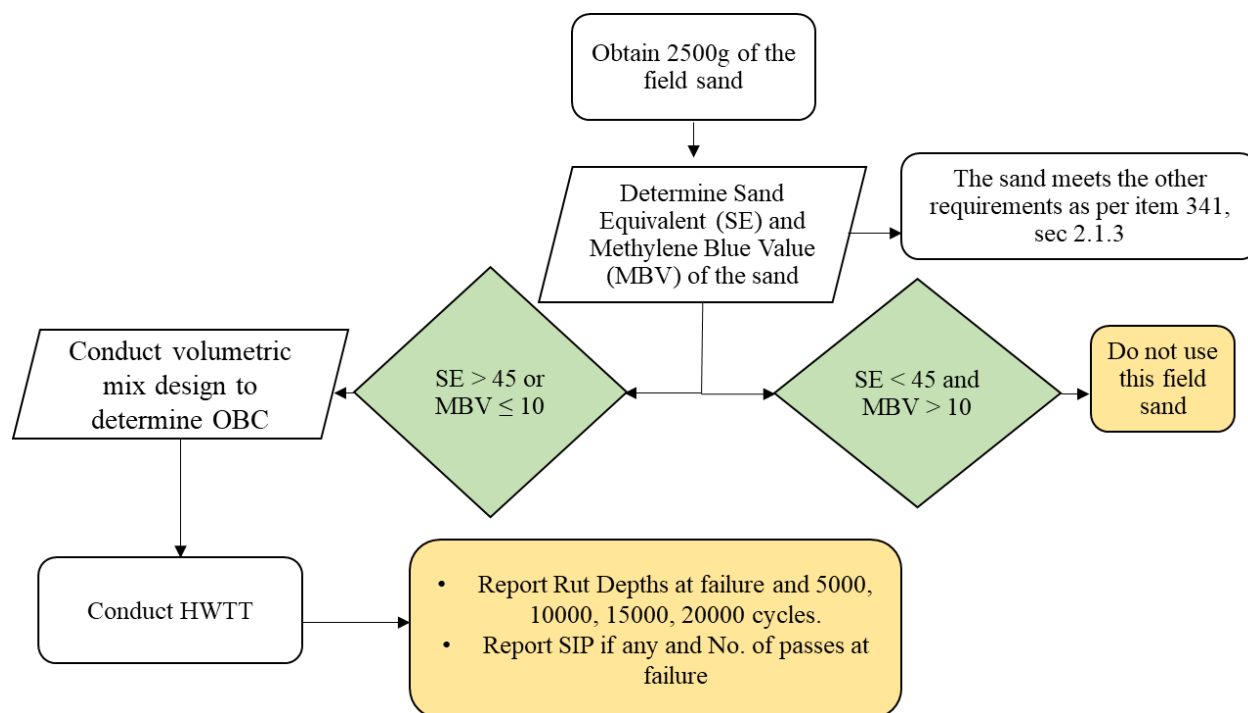 Obtain 2500g of the
field sand
Determine Sand
Equivalent (SE) and
Methylene Blue Value
(MBV) of the sand
The sand meets the other
requirements as per item 341,
sec 2.1.3
Conduct volumetric
mix design to
determine OBC
SE > 45 or
MBV ≤ 10
SE < 45 and
MBV > 10
Do not use
this field
sand
Conduct HWTT
• Report Rut Depths at failure and 5000,
10000, 15000, 20000 cycles.
• Report SIP if any and No. of passes at
failure